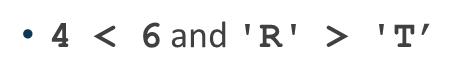 • 4 < 6 and 'R' > 'T’